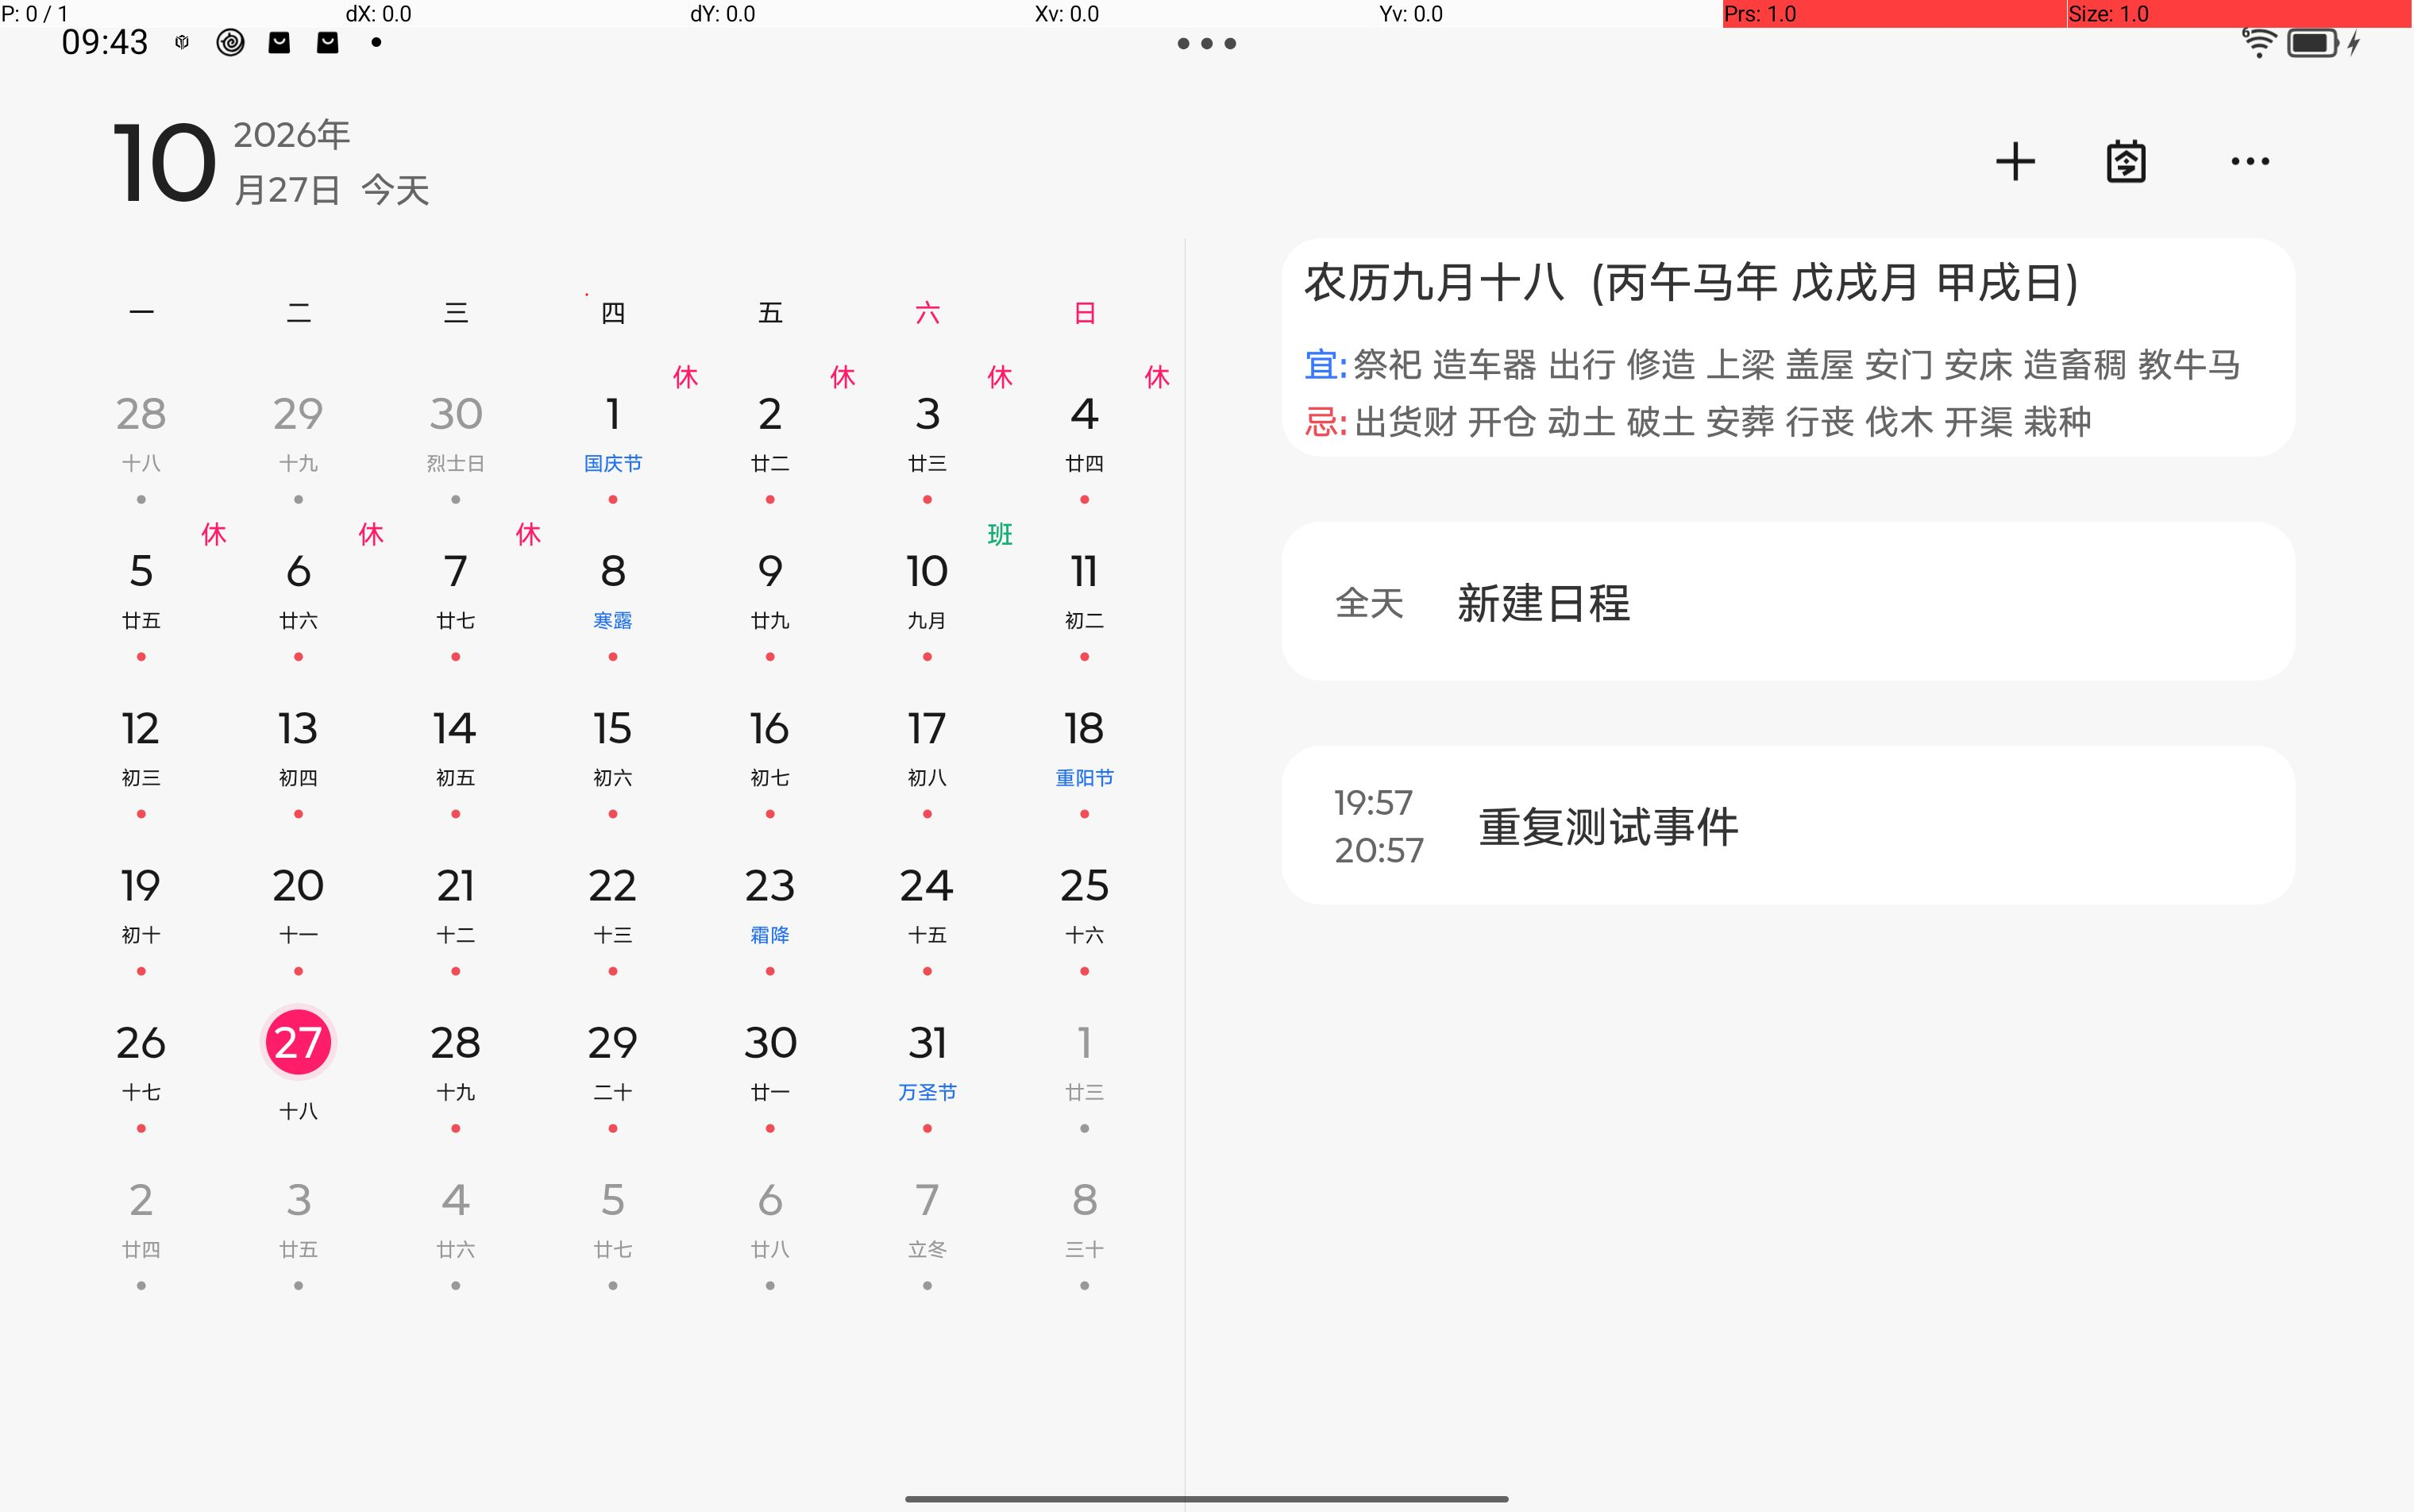 P: 0 / 1 dX: 0.0 dY: 0.0 Xv: 0.0 Yv: 0.0 Prs: 1.0 Size: 1.0
09:43
6
10 2026年
月27日 今天
一 二 三 四 五 六 日
休 休 休 休
28 29 30 1 2 3 4
十八 十九 烈士日 国庆节 廿二 廿三 廿四
休 休 休 班
5 6 7 8 9 10 11
廿五 廿六 廿七 寒露 廿九 九月 初二
12 13 14 15 16 17 18
初三 初四 初五 初六 初七 初八 重阳节
19 20 21 22 23 24 25
初十 十一 十二 十三 霜降 十五 十六
26 27 28 29 30 31 1
十七 十八 十九 二十 廿一 万圣节 廿三
2 3 4 5 6 7 8
廿四 廿五 廿六 廿七 廿八 立冬 三十
农历九月十八 (丙午马年 戊戌月 甲戌日)
宜: 祭祀 造车器 出行 修造 上梁 盖屋 安门 安床 造畜稠 教牛马
忌: 出货财 开仓 动土 破土 安葬 行丧 伐木 开渠 栽种
全天 新建日程
19:57
20:57
重复测试事件